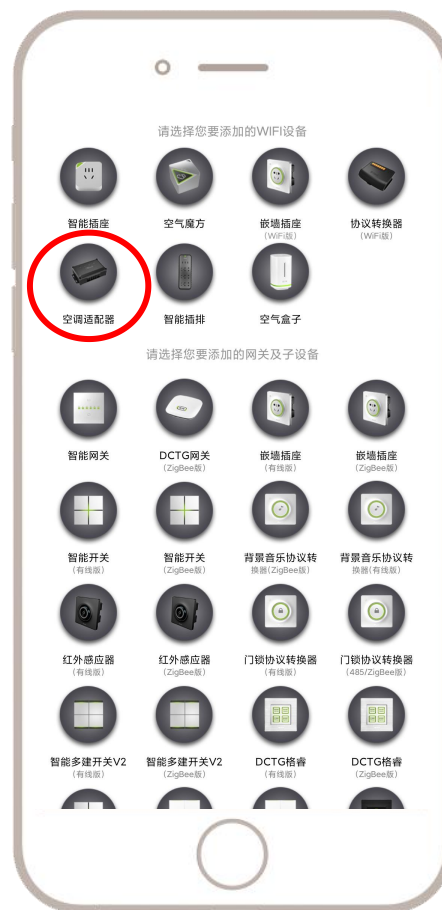 请选择您要添加的WIFI设备
智能插座 空气魔方 嵌墙插座 协议转换器
(WiFi版) (WiFi版)
空调适配器 智能插排 空气盒子
请选择您要添加的网关及子设备
智能网关 DCTG网关 嵌墙插座 嵌墙插座
(ZigBee版) (有线版) (ZigBee版)
智能开关 智能开关 背景音乐协议转 背景音乐协议转
(有线版) (ZigBee版) 换器(ZigBee版) 换器(有线版)
红外感应器 红外感应器 门锁协议转换器 门锁协议转换器
(有线版) (ZigBee版) (有线版) (485/ZigBee版)
智能多建开关V2 智能多建开关V2 DCTG格睿 DCTG格睿
(有线版) (ZigBee版) (有线版) (ZigBee版)